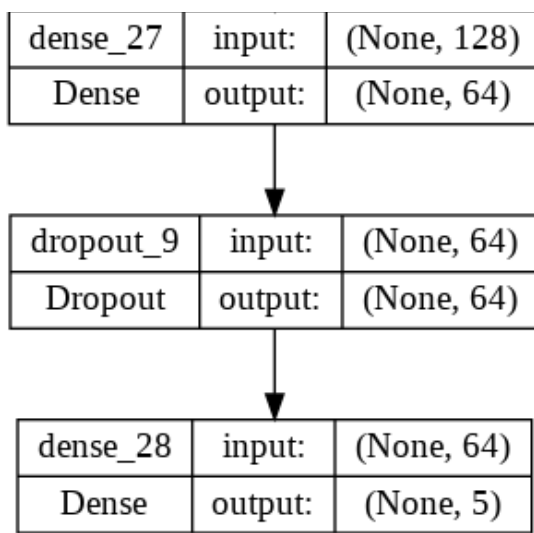 dense_27 input: (None, 128)
Dense output: (None, 64)
dropout_9 input: (None, 64)
Dropout output: (None, 64)
dense_28 input: (None, 64)
Dense output: (None, 5)